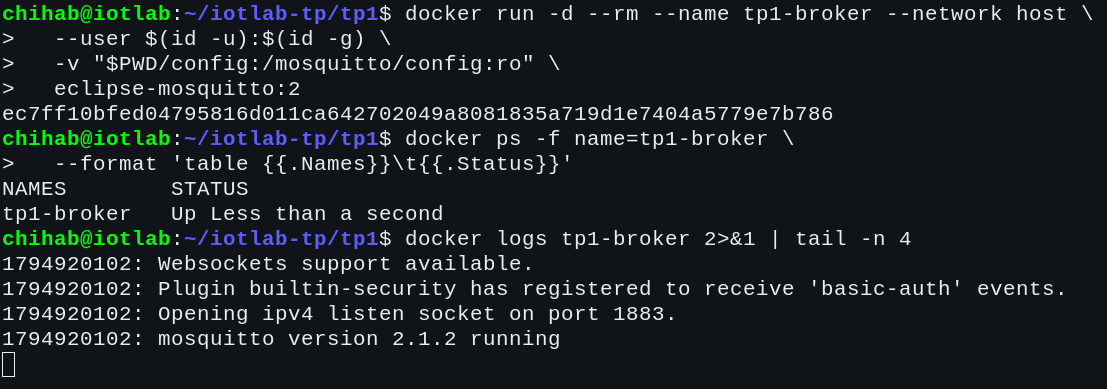 chihab@iotlab:~/iotlab-tp/tp1$ docker run -d --rm --name tp1-broker --network host \
>   --user $(id -u):$(id -g) \
>   -v "$PWD/config:/mosquitto/config:ro" \
>   eclipse-mosquitto:2
ec7ff10bfed04795816d011ca642702049a8081835a719d1e7404a5779e7b786
chihab@iotlab:~/iotlab-tp/tp1$ docker ps -f name=tp1-broker \
>   --format 'table {{.Names}}\t{{.Status}}'
NAMES        STATUS
tp1-broker   Up Less than a second
chihab@iotlab:~/iotlab-tp/tp1$ docker logs tp1-broker 2>&1 | tail -n 4
1794920102: Websockets support available.
1794920102: Plugin builtin-security has registered to receive 'basic-auth' events.
1794920102: Opening ipv4 listen socket on port 1883.
1794920102: mosquitto version 2.1.2 running